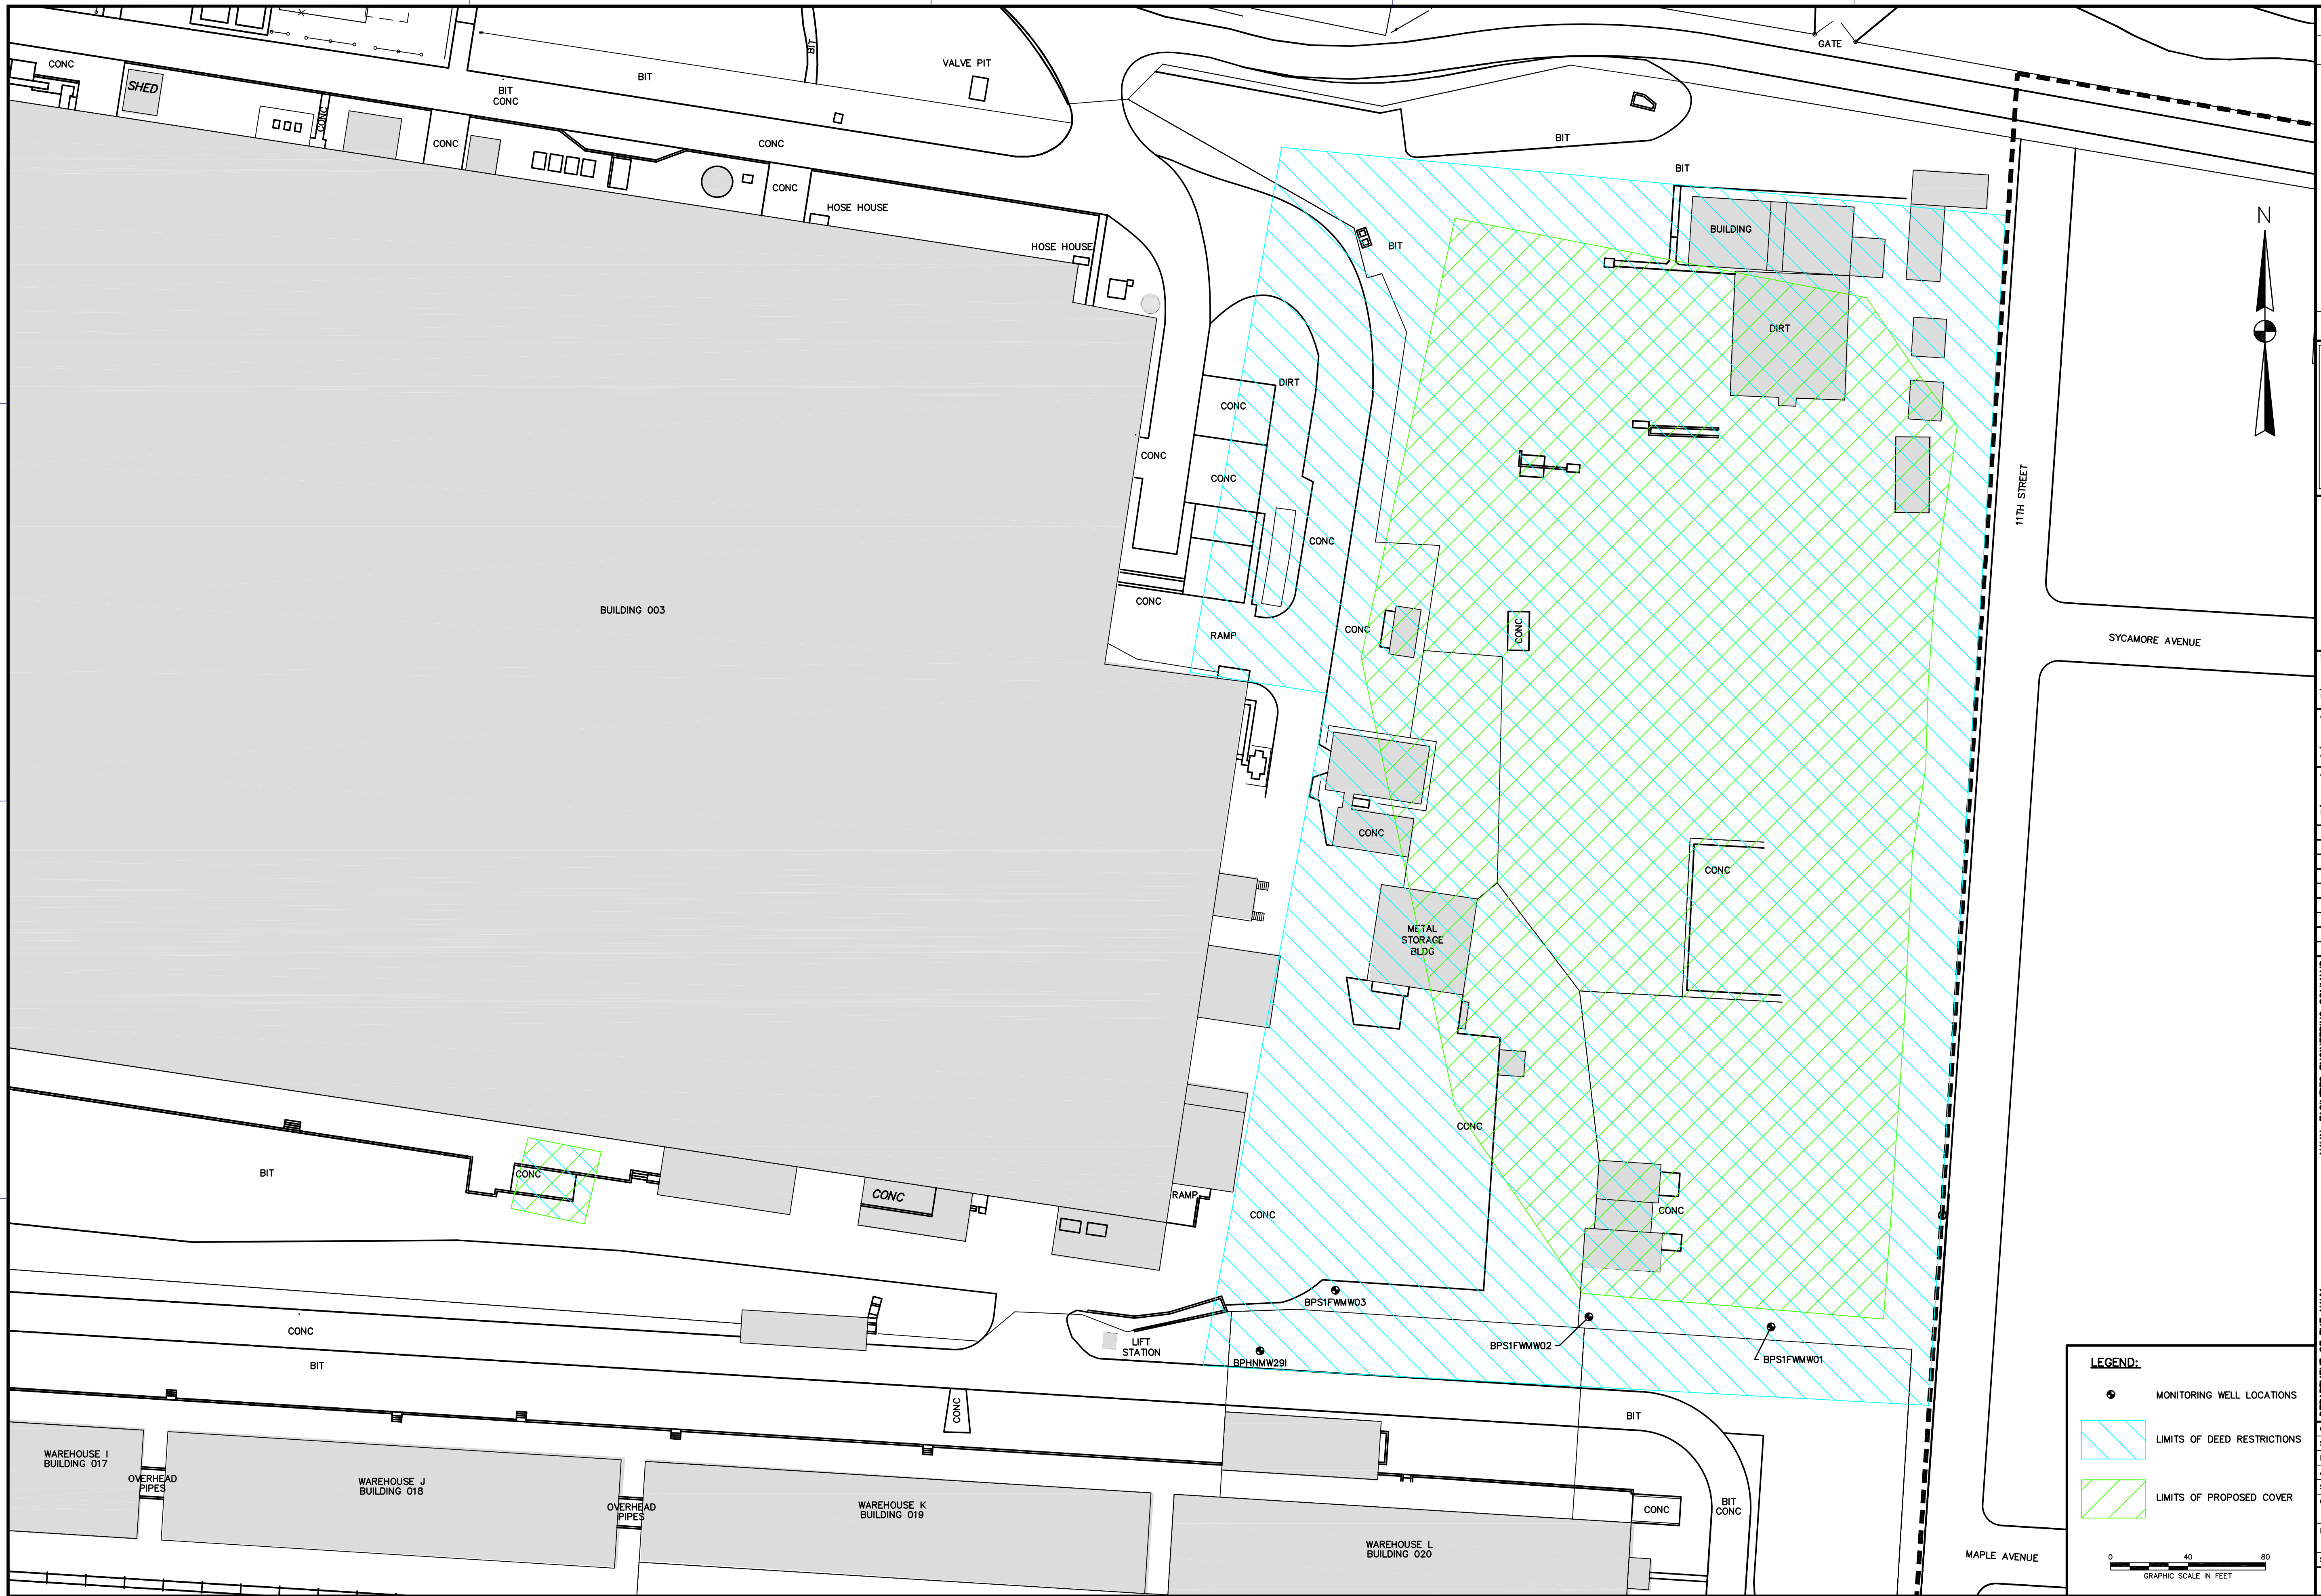 GATE
CONC
SHED
BIT
CONC
BIT
BIT
VALVE PIT
CONC
CONC
CONC
CONC
HOSE HOUSE
HOSE HOUSE
BIT
BIT
BIT
BUILDING
N
DIRT
DIRT
CONC
CONC
CONC
CONC
CONC
11TH STREET
BUILDING 003
CONC
RAMP
CONC
CONC
SYCAMORE AVENUE
CONC
CONC
METAL
STORAGE
BLDG
CONC
BIT
CONC
CONC
RAMP
CONC
CONC
BPS1FWMW03
BPS1FWMW02
BPS1FWMW01
BPHNMW29I
LIFT
STATION
CONC
BIT
CONC
BIT
WAREHOUSE I
BUILDING 017
OVERHEAD
PIPES
WAREHOUSE J
BUILDING 018
OVERHEAD
PIPES
WAREHOUSE K
BUILDING 019
WAREHOUSE L
BUILDING 020
CONC
BIT
CONC
MAPLE AVENUE
LEGEND:
MONITORING WELL LOCATIONS
LIMITS OF DEED RESTRICTIONS
LIMITS OF PROPOSED COVER
0 40 80
GRAPHIC SCALE IN FEET